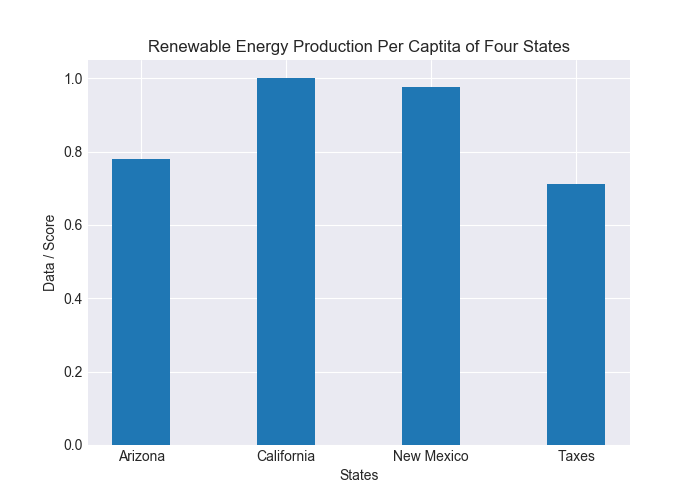 Renewable Energy Production Per Captita of Four States
Data / Score
1.0
0.8
0.6
0.4
0.2
0.0
Arizona California New Mexico Taxes
States